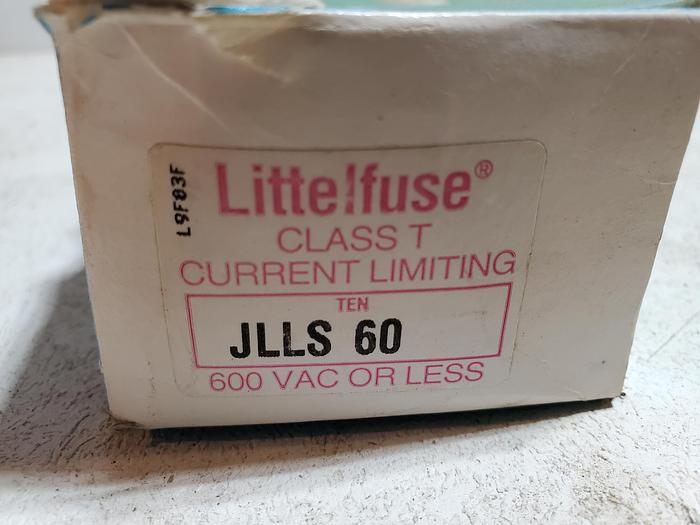 L9F03F
Littelfuse®
CLASS T
CURRENT LIMITING
TEN
JLLS 60
600 VAC OR LESS